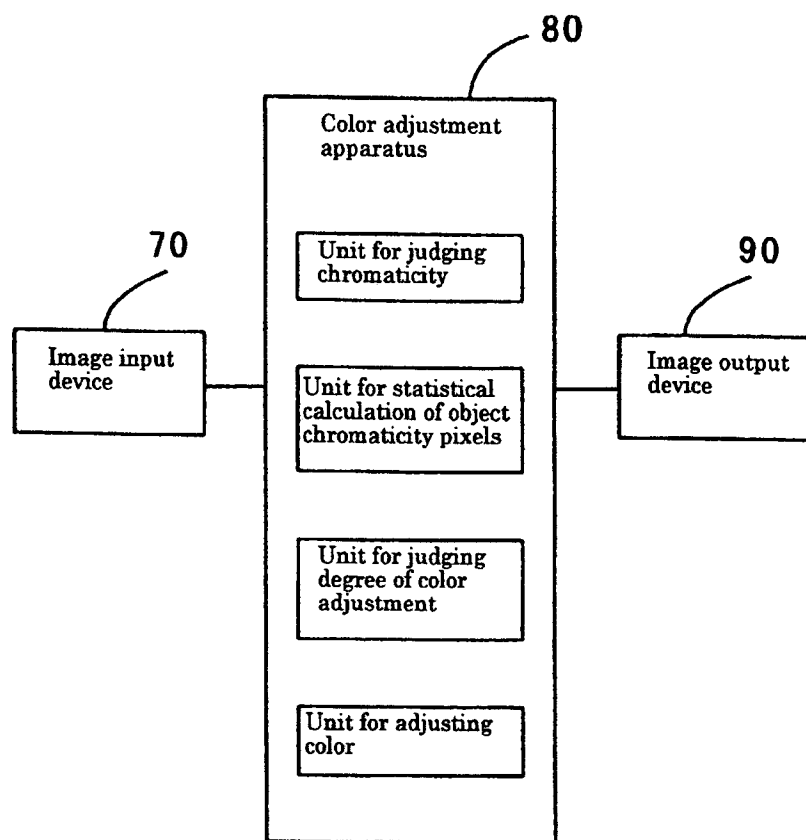 80
Color adjustment
apparatus
70
Unit for judging
chromaticity
90
Image input
device
Unit for statistical
calculation of object
chromaticity pixels
Image output
device
Unit for judging
degree of color
adjustment
Unit for adjusting
color